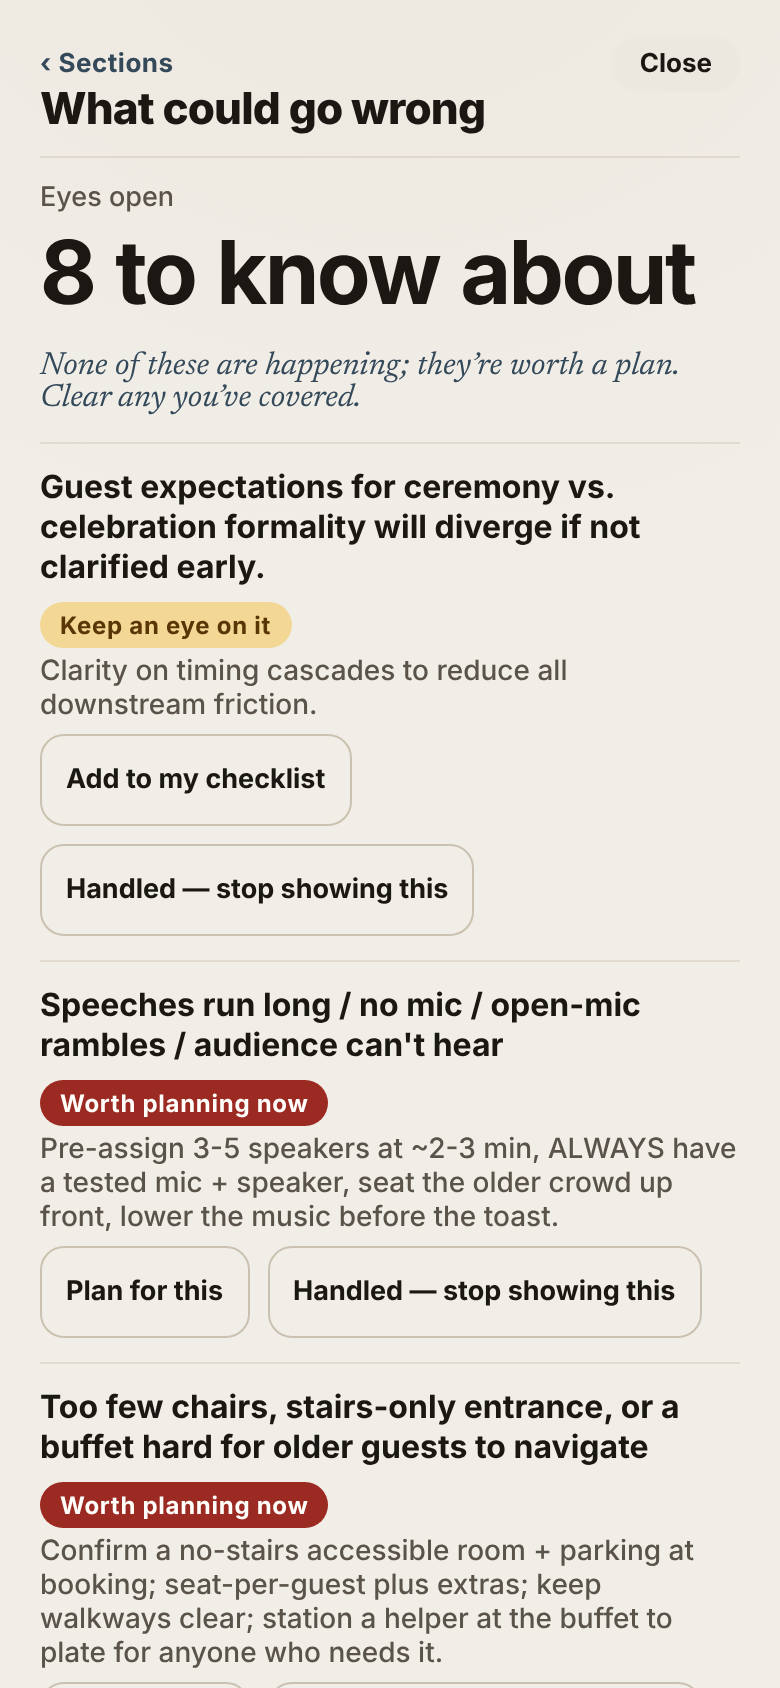 ‹ Sections
Close
What could go wrong
Eyes open
8 to know about
None of these are happening; they’re worth a plan.
Clear any you’ve covered.
Guest expectations for ceremony vs.
celebration formality will diverge if not
clarified early.
Keep an eye on it
Clarity on timing cascades to reduce all
downstream friction.
Add to my checklist
Handled — stop showing this
Speeches run long / no mic / open-mic
rambles / audience can't hear
Worth planning now
Pre-assign 3-5 speakers at ~2-3 min, ALWAYS have
a tested mic + speaker, seat the older crowd up
front, lower the music before the toast.
Plan for this
Handled — stop showing this
Too few chairs, stairs-only entrance, or a
buffet hard for older guests to navigate
Worth planning now
Confirm a no-stairs accessible room + parking at
booking; seat-per-guest plus extras; keep
walkways clear; station a helper at the buffet to
plate for anyone who needs it.